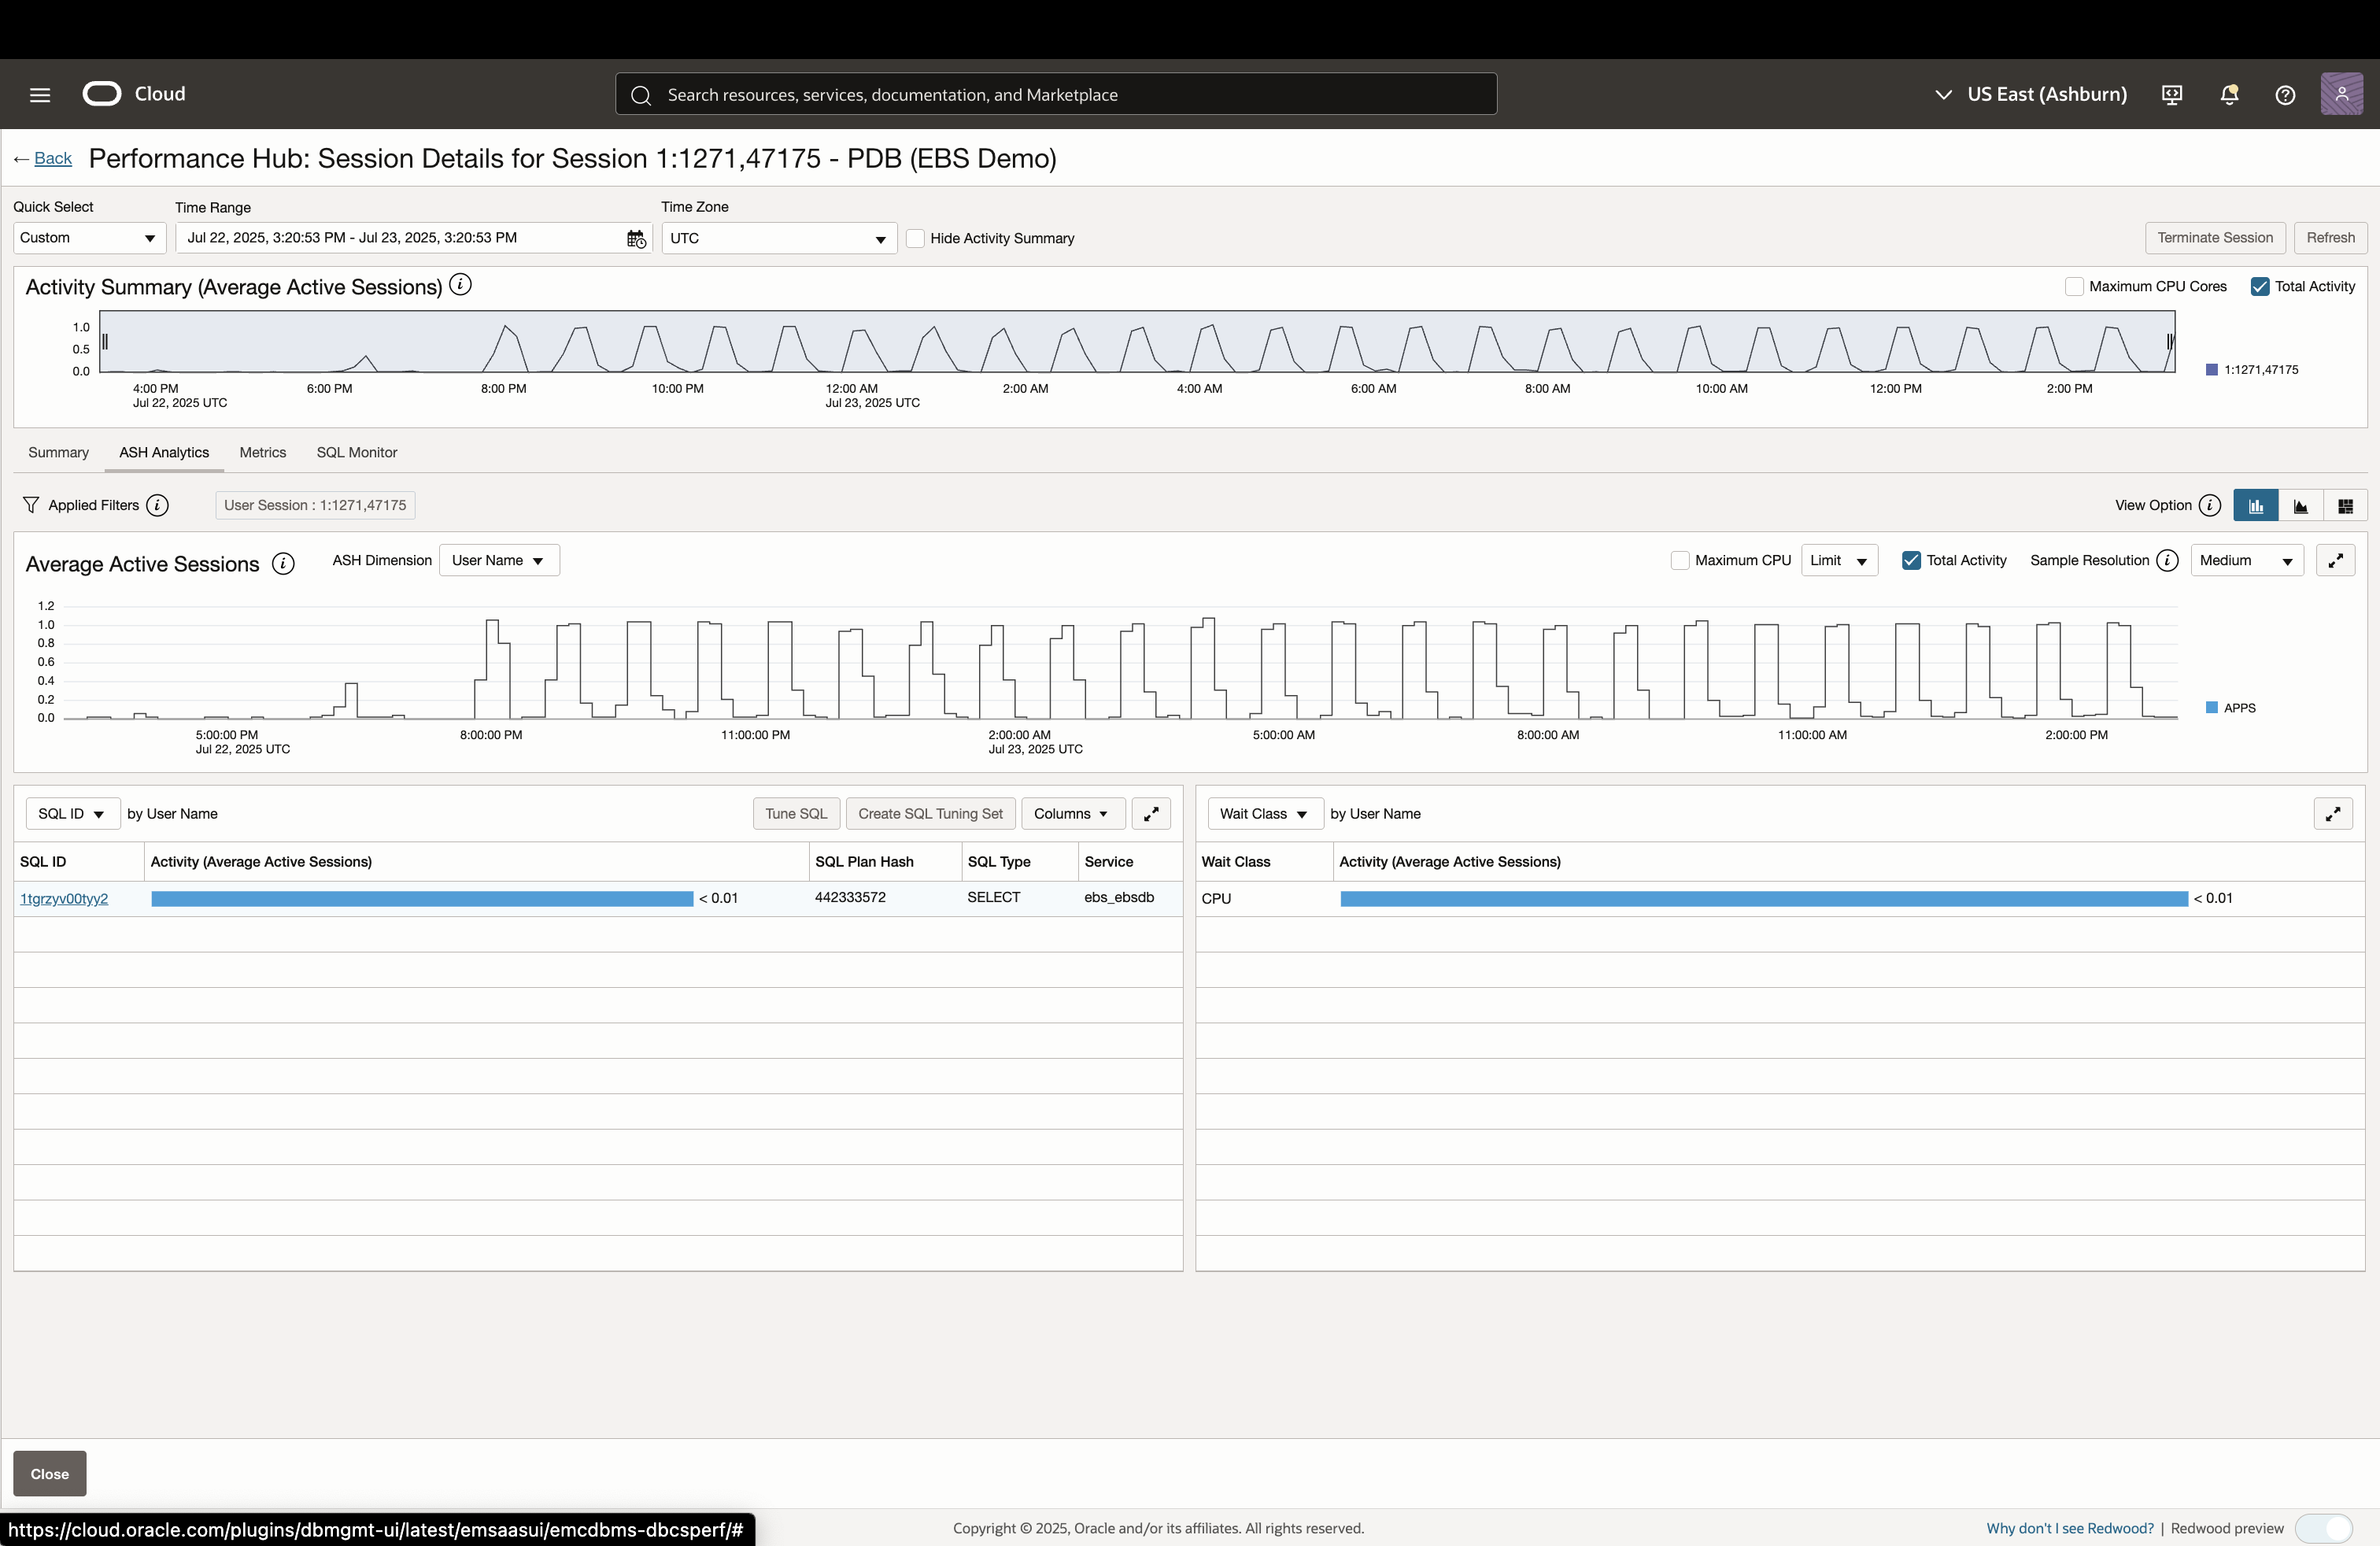 Cloud
Search resources, services, documentation, and Marketplace
US East (Ashburn)
← Back Performance Hub: Session Details for Session 1:1271,47175 - PDB (EBS Demo)
Quick Select
Time Range
Time Zone
Custom
Jul 22, 2025, 3:20:53 PM - Jul 23, 2025, 3:20:53 PM
UTC
Hide Activity Summary
Terminate Session
Refresh
Activity Summary (Average Active Sessions)
Maximum CPU Cores
Total Activity
1.0
0.5
0.0
4:00 PM 6:00 PM 8:00 PM 10:00 PM 12:00 AM 2:00 AM 4:00 AM 6:00 AM 8:00 AM 10:00 AM 12:00 PM 2:00 PM
Jul 22, 2025 UTC Jul 23, 2025 UTC
1:1271,47175
Summary ASH Analytics Metrics SQL Monitor
Applied Filters
User Session : 1:1271,47175
View Option
Average Active Sessions
ASH Dimension
User Name
Maximum CPU
Limit
Total Activity
Sample Resolution
Medium
1.2
1.0
0.8
0.6
0.4
0.2
0.0
5:00:00 PM 8:00:00 PM 11:00:00 PM 2:00:00 AM 5:00:00 AM 8:00:00 AM 11:00:00 AM 2:00:00 PM
Jul 22, 2025 UTC Jul 23, 2025 UTC
APPS
SQL ID by User Name
Tune SQL
Create SQL Tuning Set
Columns
SQL ID Activity (Average Active Sessions) SQL Plan Hash SQL Type Service
1tgrzyv00tyy2 < 0.01 442333572 SELECT ebs_ebsdb
Wait Class by User Name
Wait Class Activity (Average Active Sessions)
CPU < 0.01
Close
https://cloud.oracle.com/plugins/dbmgmt-ui/latest/emsaasui/emcdbms-dbcsperf/#
Copyright © 2025, Oracle and/or its affiliates. All rights reserved.
Why don't I see Redwood? | Redwood preview